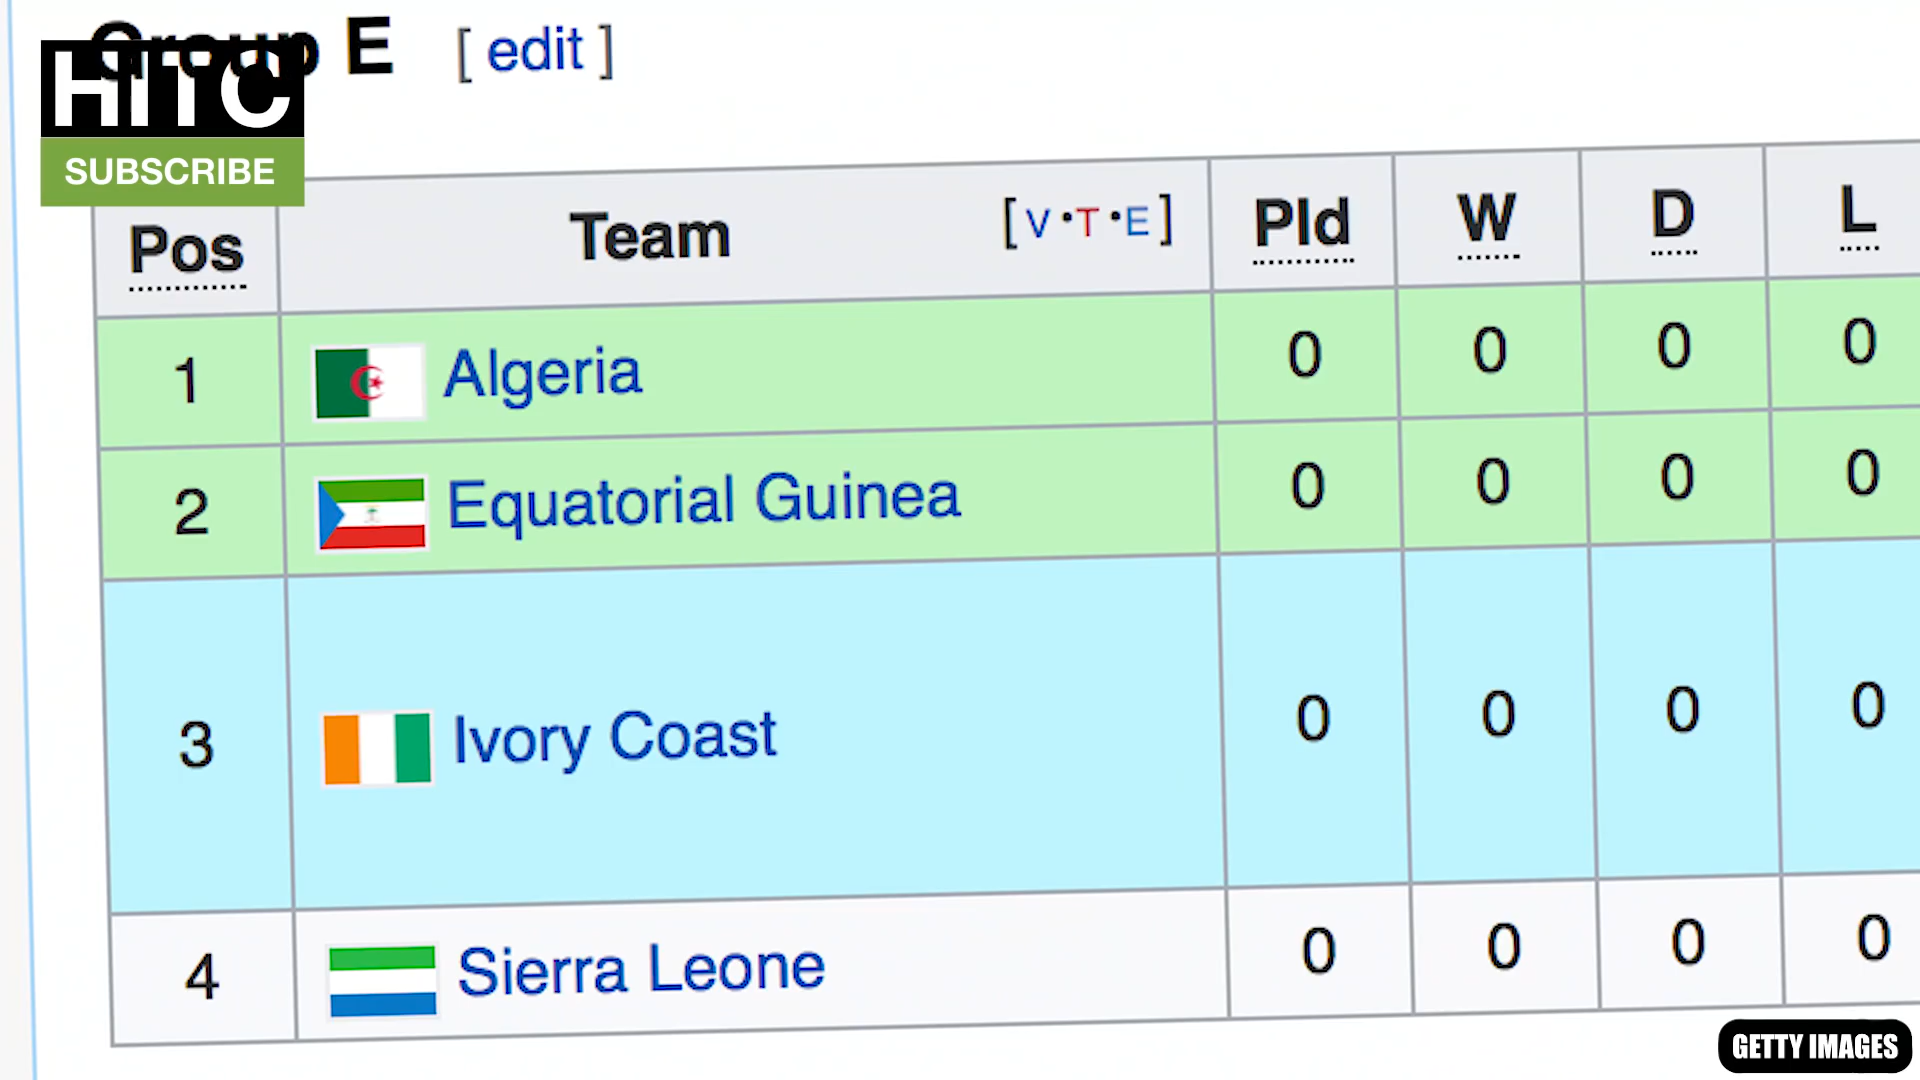 Group E [ edit ]
HITC
SUBSCRIBE
Pos Team [ V • T • E ] Pld W D L
1 Algeria 0 0 0 0
2 Equatorial Guinea 0 0 0 0
3 Ivory Coast 0 0 0 0
4 Sierra Leone 0 0 0 0
GETTY IMAGES